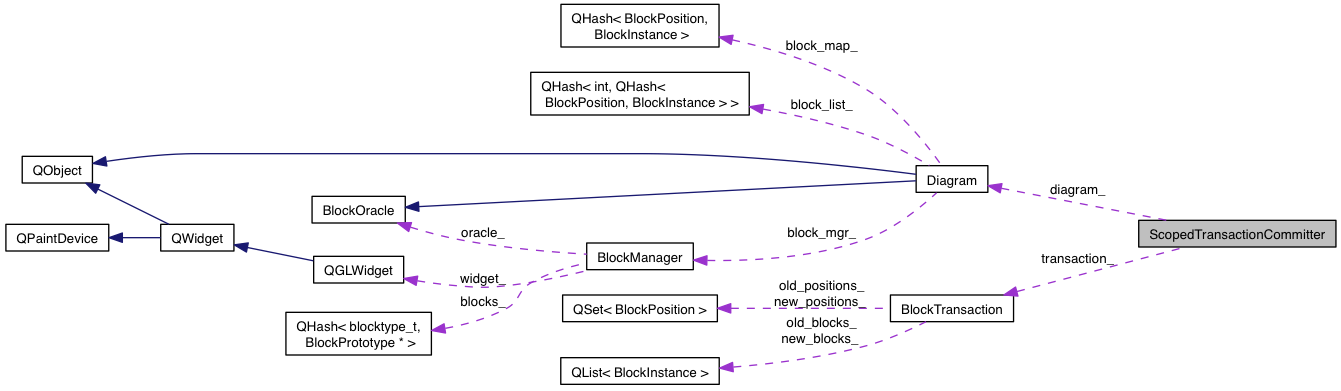 QHash< BlockPosition,
BlockInstance >
block_map_
QHash< int, QHash<
BlockPosition, BlockInstance > >
block_list_
QObject
Diagram
diagram_
BlockOracle
QPaintDevice
QWidget
oracle_
block_mgr_
ScopedTransactionCommitter
QGLWidget
widget_
BlockManager
transaction_
blocks_
old_positions_
new_positions_
QSet< BlockPosition >
BlockTransaction
QHash< blocktype_t,
BlockPrototype * >
old_blocks_
new_blocks_
QList< BlockInstance >